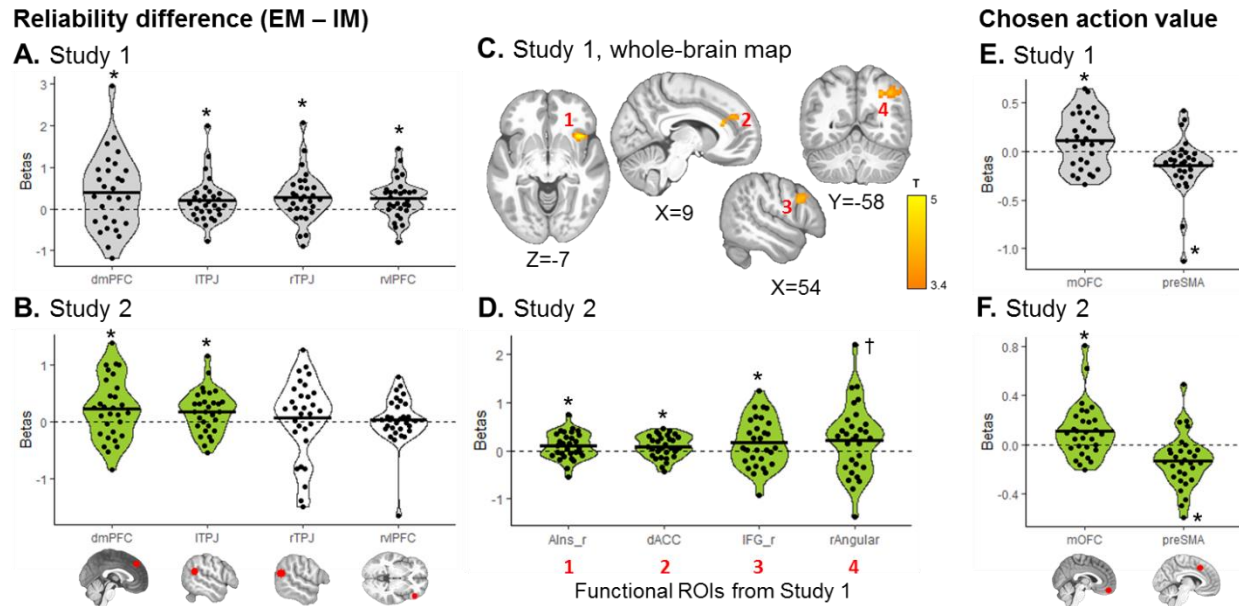 Reliability difference (EM – IM)
Chosen action value
A. Study 1
3
2
1
0
-1
Betas
*
*
*
*
dmPFC
lTPJ
rTPJ
rvlPFC
B. Study 2
1
0
-1
Betas
*
*
dmPFC
lTPJ
rTPJ
rvlPFC
C. Study 1, whole-brain map
1
2
3
4
Z=-7
X=9
X=54
Y=-58
T
5
3.4
D. Study 2
2
1
0
-1
Betas
*
*
*
†
AIns_r
dACC
IFG_r
rAngular
1
2
3
4
Functional ROIs from Study 1
E. Study 1
0.5
0.0
-0.5
-1.0
Betas
*
*
mOFC
preSMA
F. Study 2
0.8
0.4
0.0
-0.4
Betas
*
*
mOFC
preSMA